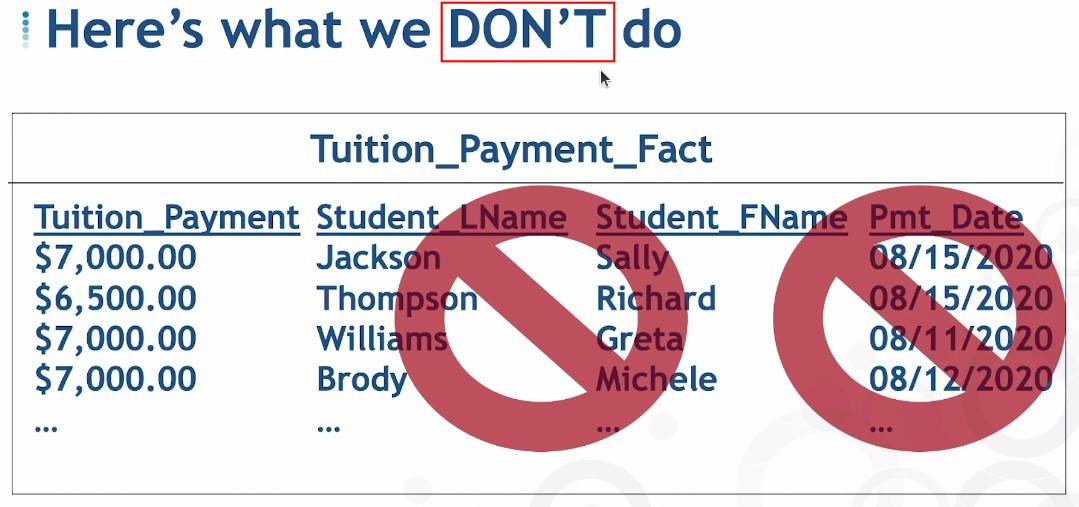 Here’s what we DON’T do
Tuition_Payment_Fact
Tuition_Payment Student_LName Student_FName Pmt_Date
$7,000.00 Jackson Sally 08/15/2020
$6,500.00 Thompson Richard 08/15/2020
$7,000.00 Williams Greta 08/11/2020
$7,000.00 Brody Michele 08/12/2020
... ... ... ...